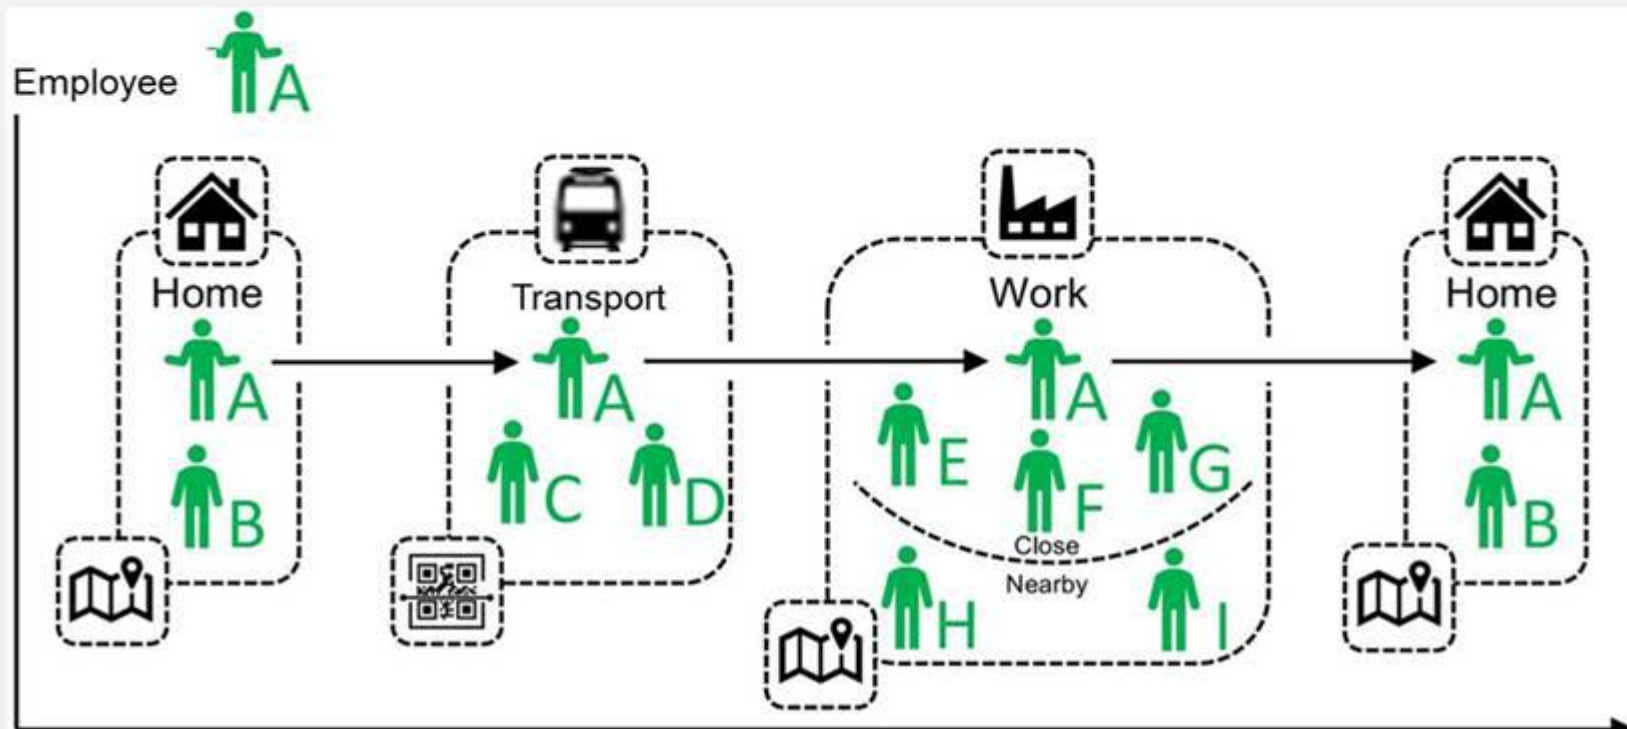 Employee A
Home
Transport
Work
Home
A
A
A
A
B
C
D
E
F
G
B
Close
Nearby
H
I